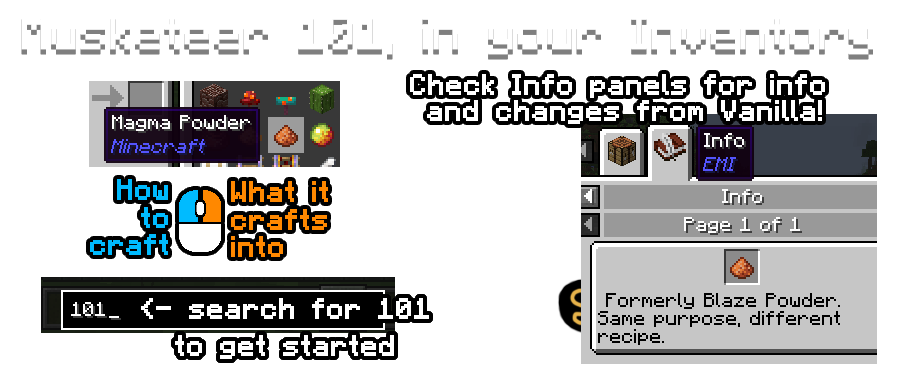 Musketeer 101, in your Inventory
Check Info panels for info
and changes from Vanilla!
Magma Powder
Minecraft
How
to
craft
What it
crafts
into
101_ <- search for 101
to get started
Info
EMI
Info
Page 1 of 1
Formerly Blaze Powder.
Same purpose, different
recipe.